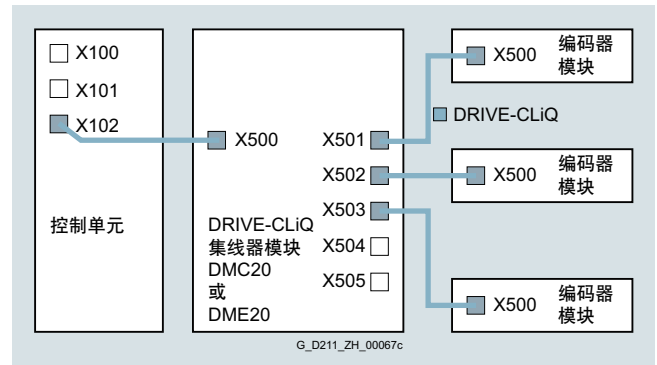 X100
X101
X102
控制单元
X500
X501
X502
X503
X504
X505
DRIVE-CLiQ
集线器模块
DMC20
或
DME20
X500
编码器
模块
DRIVE-CLiQ
X500
编码器
模块
X500
编码器
模块
G_D211_ZH_00067c